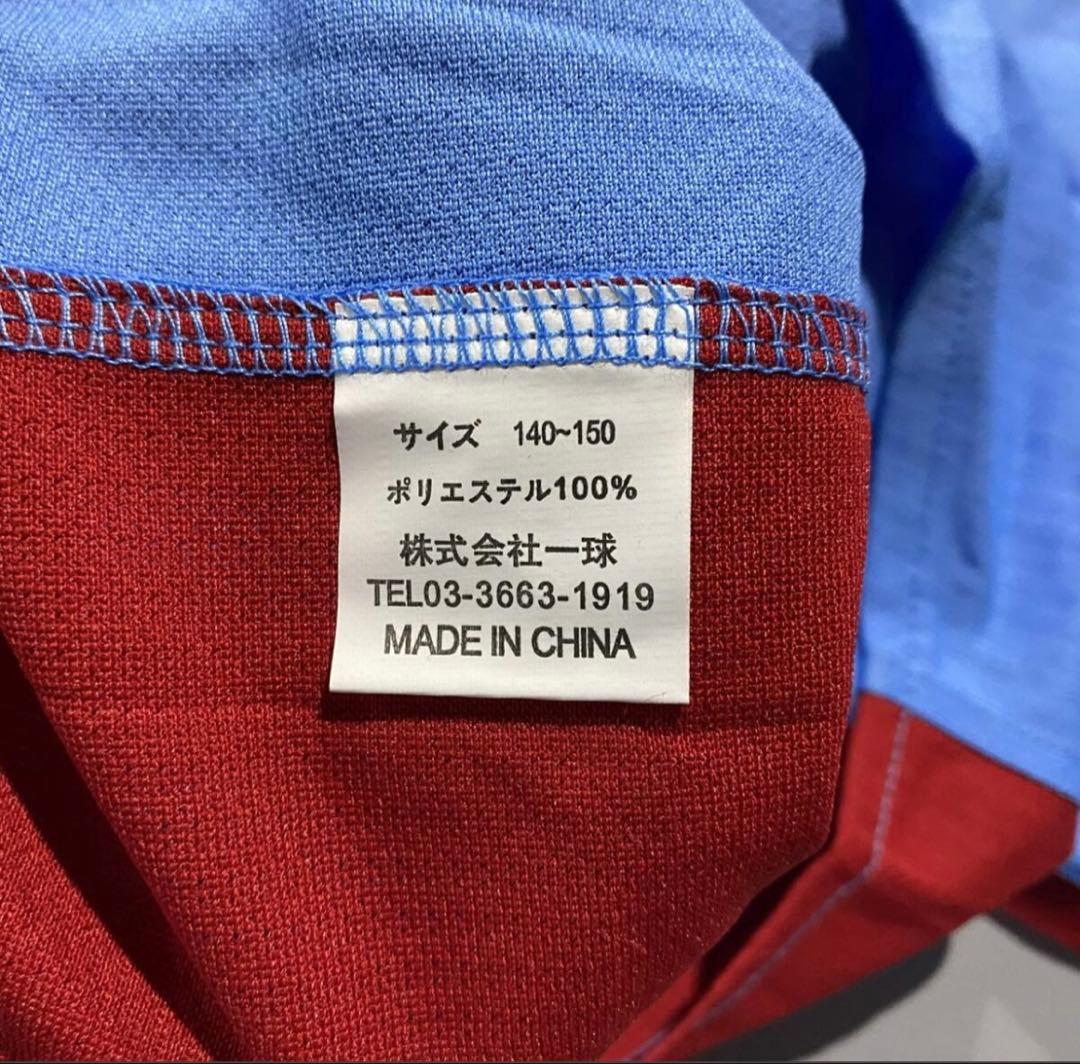 サイズ 140~150
ポリエステル100%
株式会社一球
TEL03-3663-1919
MADE IN CHINA